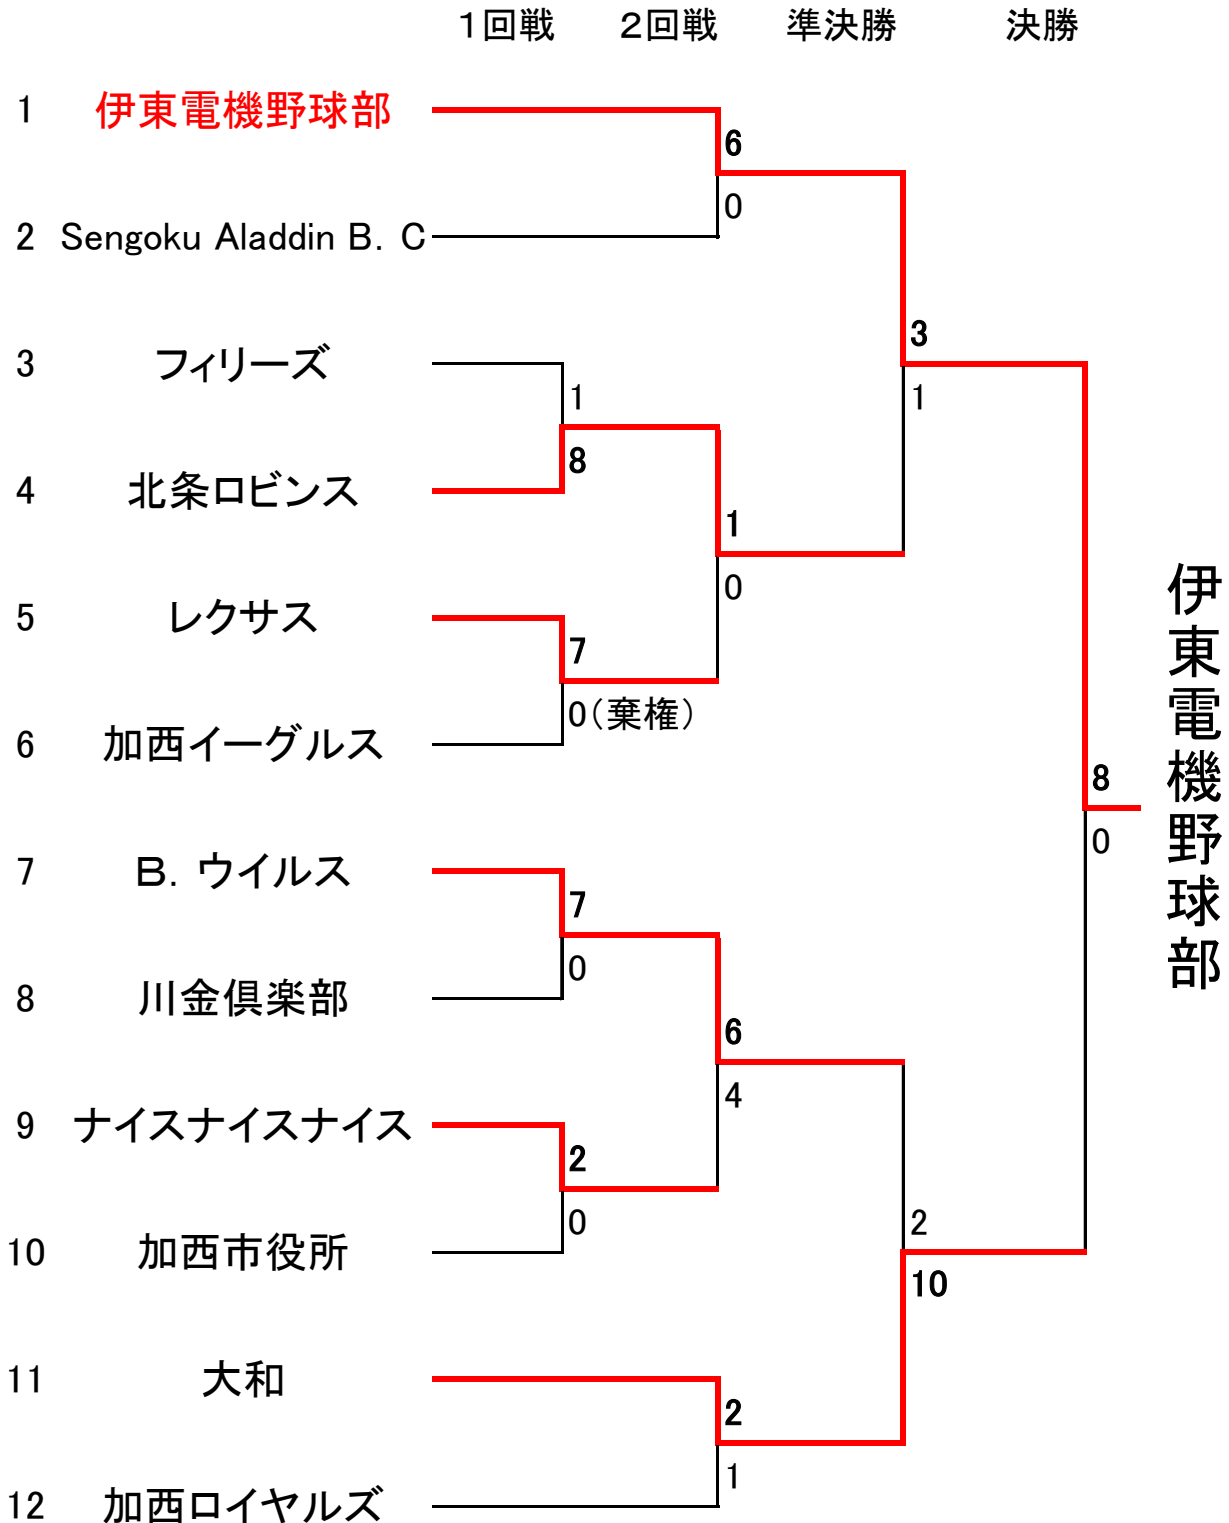 1回戦 2回戦 準決勝 決勝
1 伊東電機野球部
6
0
2 Sengoku Aladdin B. C
3
3 フィリーズ
1
1
8
4 北条ロビンス
1
0
5 レクサス
7
0(棄権)
6 加西イーグルス
8
0
伊東電機野球部
7 B. ウイルス
7
0
8 川金倶楽部
6
4
9 ナイスナイスナイス
2
0
2
10 加西市役所
10
11 大和
2
1
12 加西ロイヤルズ